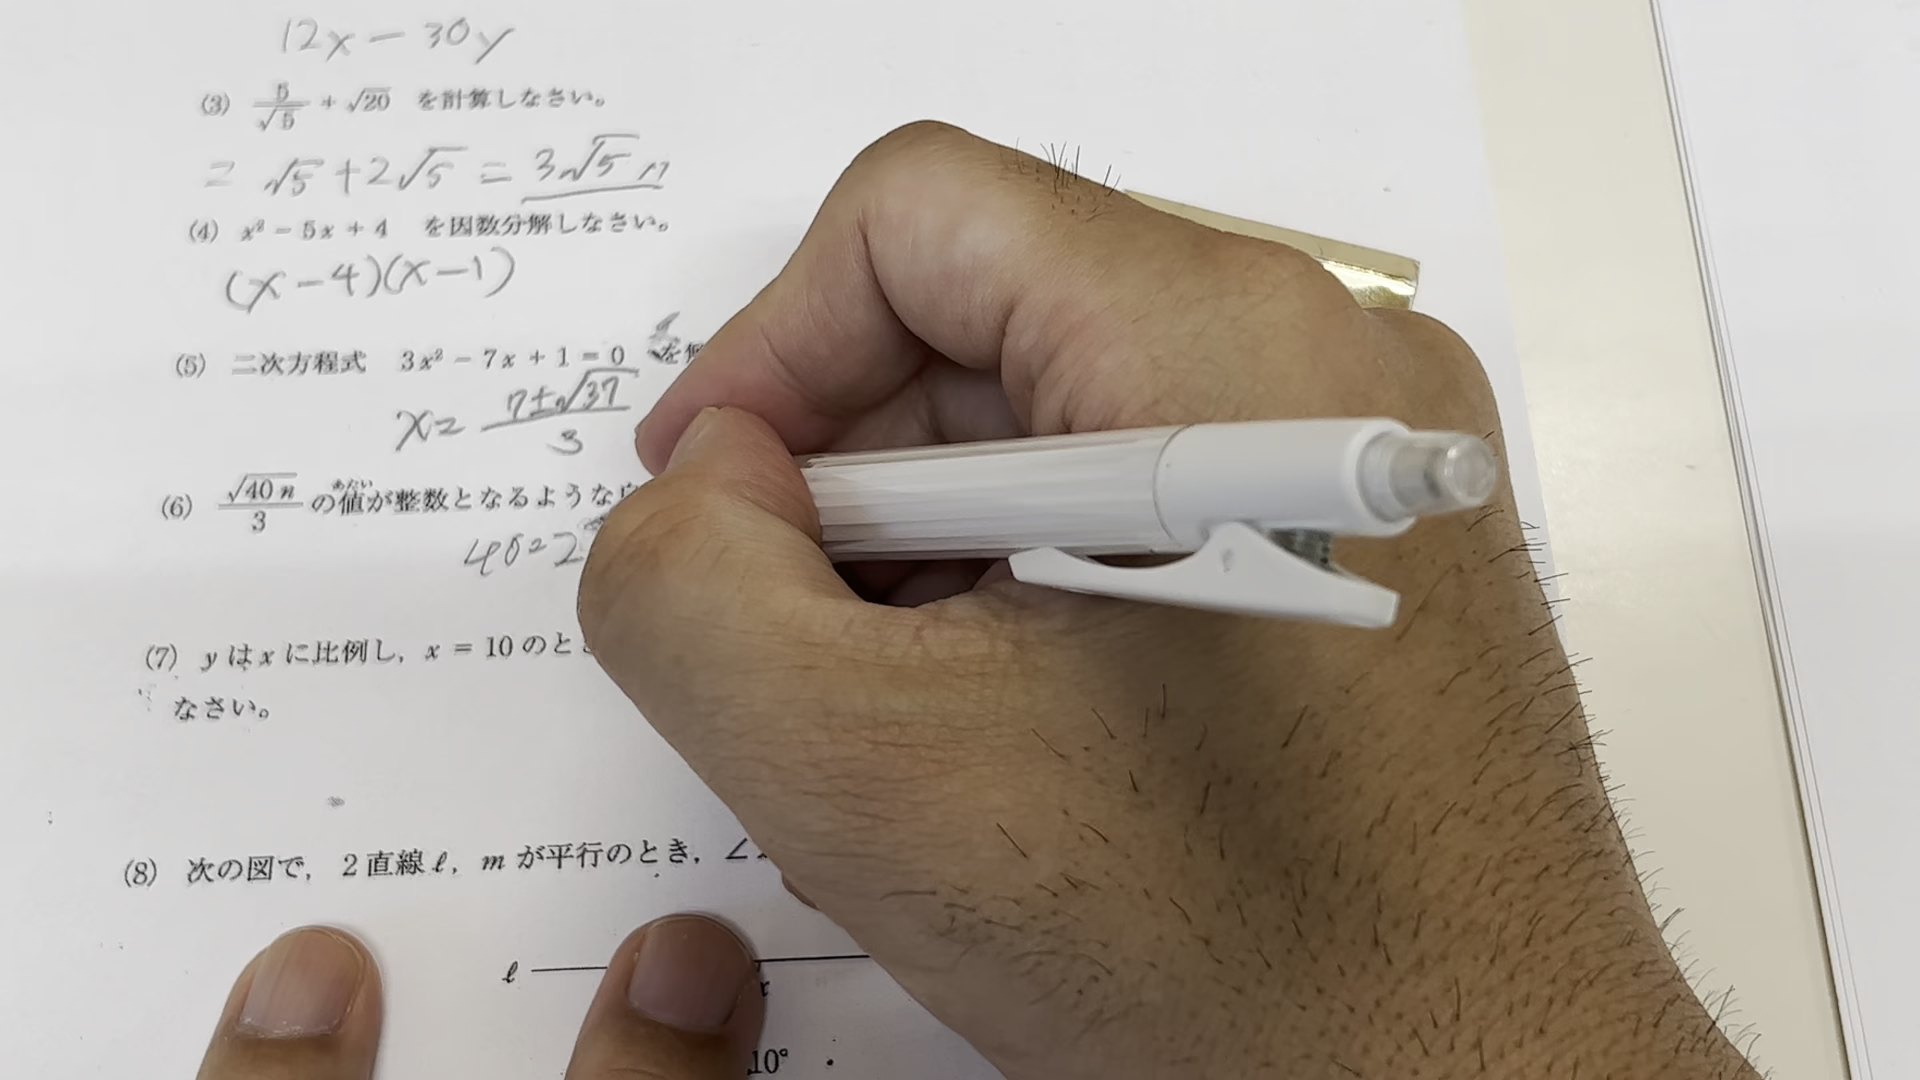 12x − 30y
(3) 5/√5 + √20 を計算しなさい。
= √5 + 2√5 = 3√5 〃
(4) x² − 5x + 4 を因数分解しなさい。
(x − 4)(x − 1)
(5) 二次方程式 3x² − 7x + 1 = 0 を
x = 7±√37/3
(6) √40n/3 の値(あたい)が整数となるような
40=2
(7) y は x に比例し，x = 10 のと
なさい。
(8) 次の図で，2 直線 ℓ，m が平行のとき，∠
ℓ
x
10°